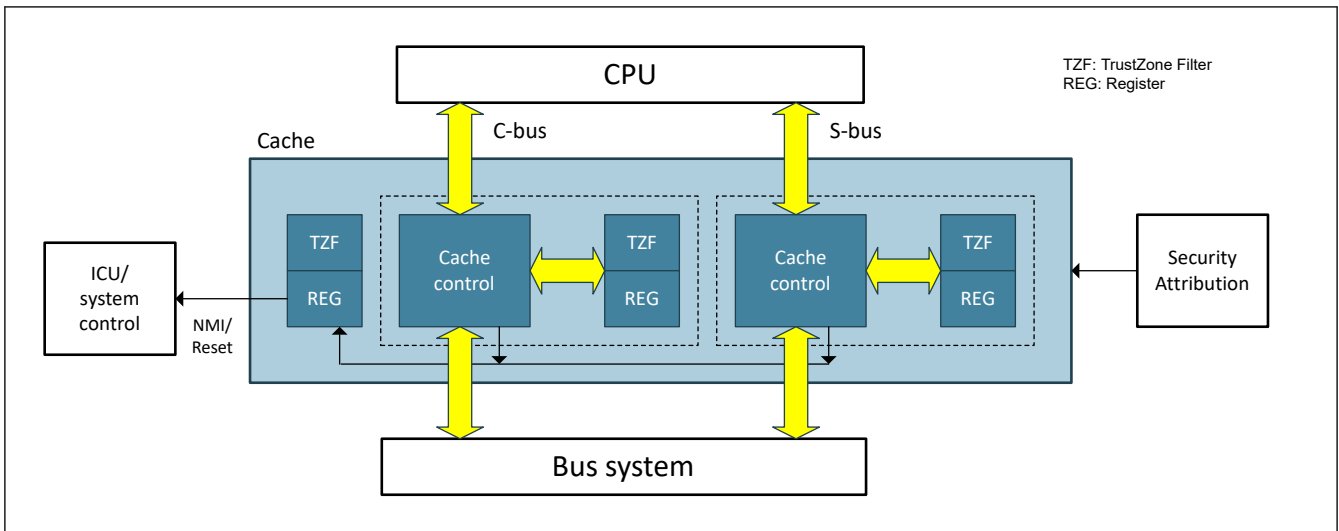 CPU
TZF: TrustZone Filter
REG: Register
C-bus
S-bus
Cache
TZF
REG
Cache
control
TZF
REG
Cache
control
TZF
REG
ICU/
system
control
NMI/
Reset
Security
Attribution
Bus system